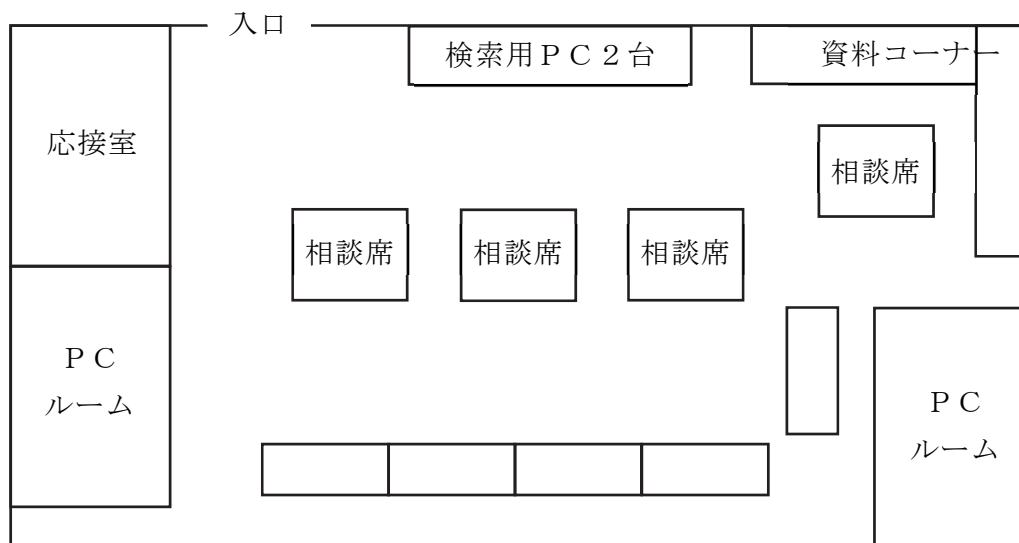 入口
検索用ＰＣ２台
資料コーナー
応接室
相談席
相談席
相談席
相談席
ＰＣ
ルーム
ＰＣ
ルーム